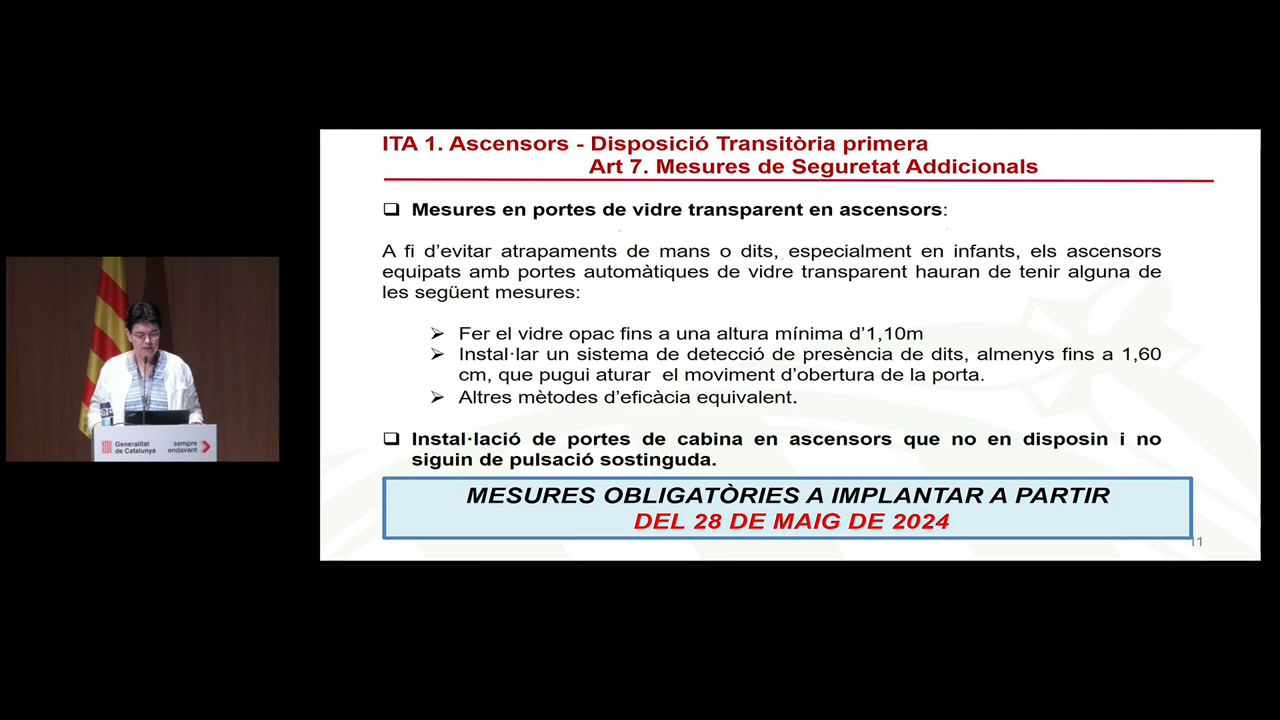 ITA 1. Ascensors - Disposició Transitòria primera
Art 7. Mesures de Seguretat Addicionals
❑ Mesures en portes de vidre transparent en ascensors:
A fi d'evitar atrapaments de mans o dits, especialment en infants, els ascensors
equipats amb portes automàtiques de vidre transparent hauran de tenir alguna de
les següent mesures:
➢ Fer el vidre opac fins a una altura mínima d'1,10m
➢ Instal·lar un sistema de detecció de presència de dits, almenys fins a 1,60
cm, que pugui aturar el moviment d'obertura de la porta.
➢ Altres mètodes d'eficàcia equivalent.
❑ Instal·lació de portes de cabina en ascensors que no en disposin i no
siguin de pulsació sostinguda.
MESURES OBLIGATÒRIES A IMPLANTAR A PARTIR
DEL 28 DE MAIG DE 2024
11
Generalitat
de Catalunya
sempre
endavant